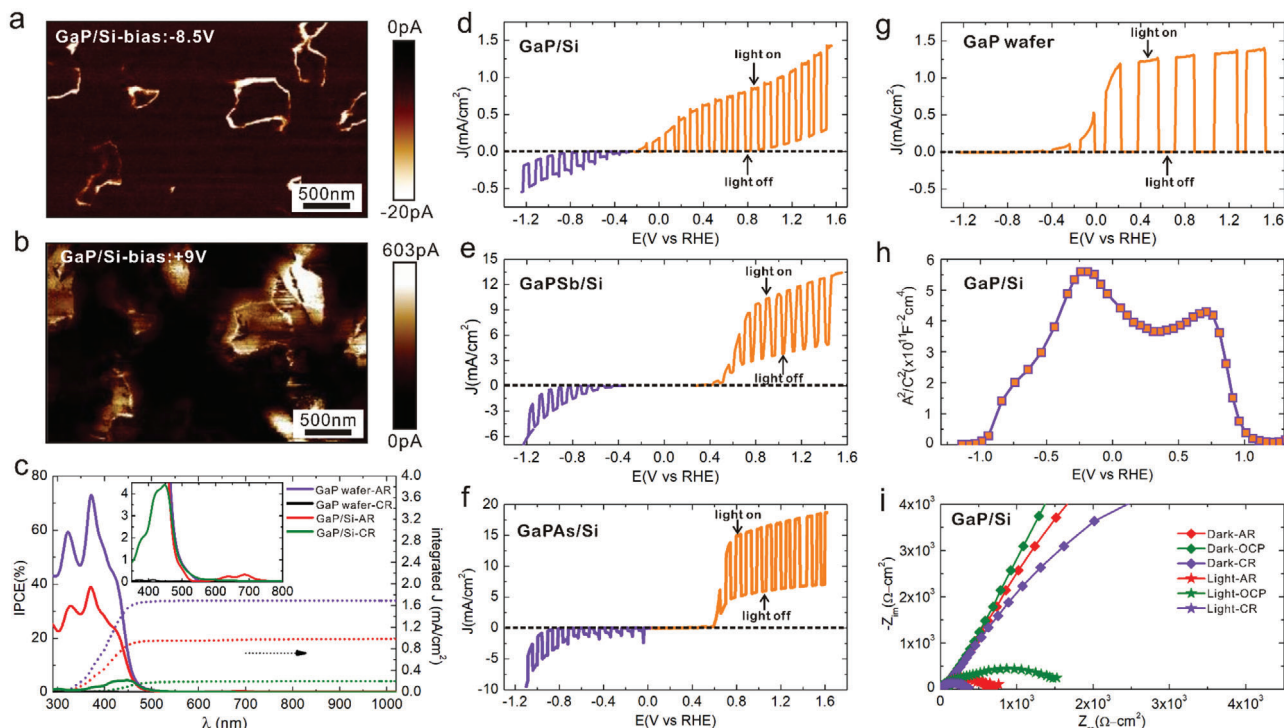 a
GaP/Si-bias:-8.5V
500nm
0pA
-20pA
b
GaP/Si-bias:+9V
500nm
603pA
0pA
c
IPCE(%)
80
60
40
20
0
300 400 500 600 700 800 900 1000
λ (nm)
4
3
2
1
0
400 500 600 700 800
GaP wafer-AR
GaP wafer-CR
GaP/Si-AR
GaP/Si-CR
4.0
3.6
3.2
2.8
2.4
2.0
1.6
1.2
0.8
0.4
0.0
integrated J (mA/cm²)
d
GaP/Si
light on
light off
J(mA/cm²)
1.5
1.0
0.5
0.0
-0.5
-1.2 -0.8 -0.4 0.0 0.4 0.8 1.2 1.6
E(V vs RHE)
e
GaPSb/Si
light on
light off
J(mA/cm²)
15
12
9
6
3
0
-3
-6
-1.2 -0.8 -0.4 0.0 0.4 0.8 1.2 1.6
E(V vs RHE)
f
GaPAs/Si
light on
light off
J(mA/cm²)
20
15
10
5
0
-5
10
-1.2 -0.8 -0.4 0.0 0.4 0.8 1.2 1.6
E(V vs RHE)
g
GaP wafer
light on
light off
J(mA/cm²)
1.5
1.0
0.5
0.0
-0.5
-1.2 -0.8 -0.4 0.0 0.4 0.8 1.2 1.6
E(V vs RHE)
h
GaP/Si
A²/C²(x10¹¹F⁻²cm⁴)
6
5
4
3
2
1
0
-1.0 -0.5 0.0 0.5 1.0
E(V vs RHE)
i
GaP/Si
-Z_im(Ω-cm²)
4x10³
3x10³
2x10³
1x10³
0
0 1x10³ 2x10³ 3x10³ 4x10³
Dark-AR
Dark-OCP
Dark-CR
Light-AR
Light-OCP
Light-CR
(Ω-cm²)